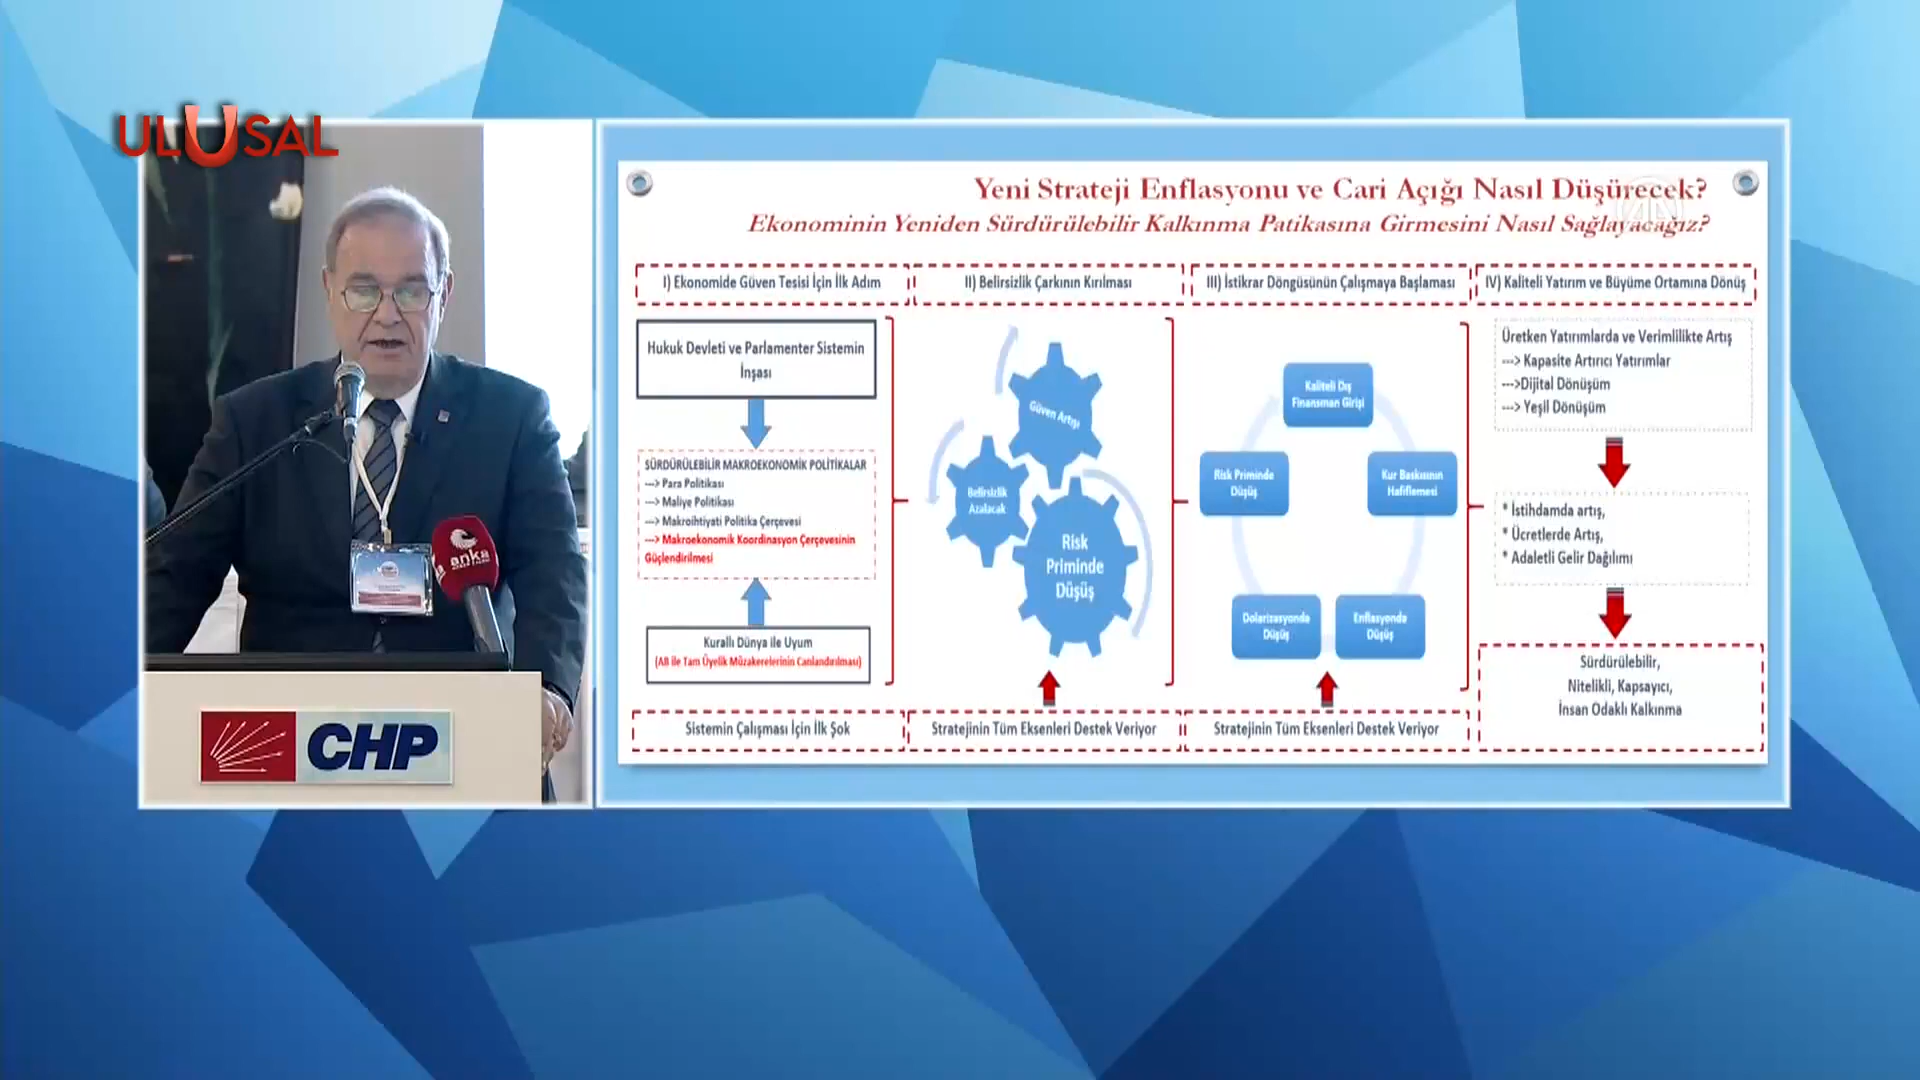 ULUSAL
anka
CHP
Yeni Strateji Enflasyonu ve Cari Açığı Nasıl Düşürecek?
Ekonominin Yeniden Sürdürülebilir Kalkınma Patikasına Girmesini Nasıl Sağlayacağız?
I) Ekonomide Güven Tesisi İçin İlk Adım
Hukuk Devleti ve Parlamenter Sistemin
İnşası
SÜRDÜRÜLEBİLİR MAKROEKONOMİK POLİTİKALAR
---> Para Politikası
---> Maliye Politikası
---> Makroihtiyati Politika Çerçevesi
---> Makroekonomik Koordinasyon Çerçevesinin
Güçlendirilmesi
Kurallı Dünya ile Uyum
(AB ile Tam Üyelik Müzakerelerinin Canlandırılması)
Sistemin Çalışması İçin İlk Şok
II) Belirsizlik Çarkının Kırılması
Güven Artışı
Belirsizlik
Azalacak
Risk
Priminde
Düşüş
Stratejinin Tüm Eksenleri Destek Veriyor
III) İstikrar Döngüsünün Çalışmaya Başlaması
Kaliteli Dış
Finansman Girişi
Risk Priminde
Düşüş
Kur Baskısının
Hafiflemesi
Dolarizasyonda
Düşüş
Enflasyonda
Düşüş
Stratejinin Tüm Eksenleri Destek Veriyor
IV) Kaliteli Yatırım ve Büyüme Ortamına Dönüş
Üretken Yatırımlarda ve Verimlilikte Artış
---> Kapasite Artırıcı Yatırımlar
--->Dijital Dönüşüm
---> Yeşil Dönüşüm
* İstihdamda artış,
* Ücretlerde Artış,
* Adaletli Gelir Dağılımı
Sürdürülebilir,
Nitelikli, Kapsayıcı,
İnsan Odaklı Kalkınma